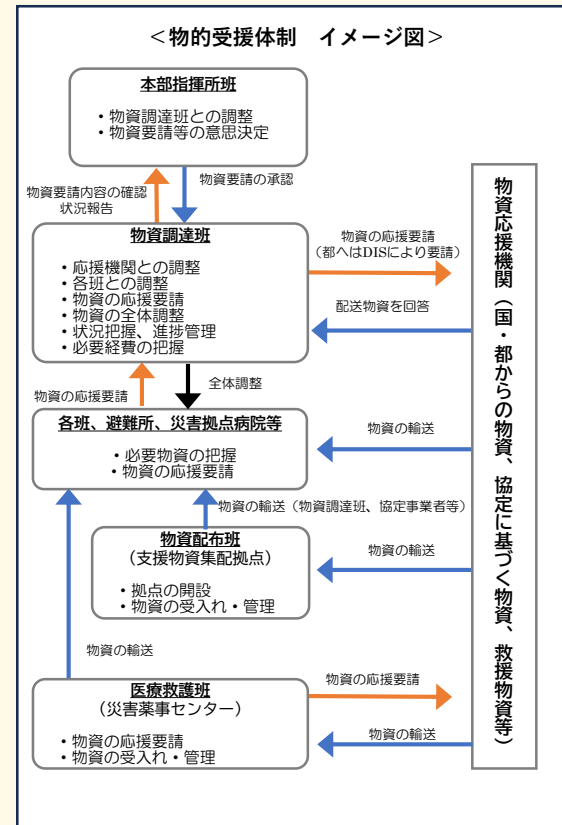 ＜物的受援体制　イメージ図＞
本部指揮所班
・物資調達班との調整
・物資要請等の意思決定
物資要請内容の確認
状況報告
物資要請の承認
物資調達班
・応援機関との調整
・各班との調整
・物資の応援要請
・物資の全体調整
・状況把握、進捗管理
・必要経費の把握
物資の応援要請
（都へはDISにより要請）
配送物資を回答
物資の応援要請
全体調整
各班、避難所、災害拠点病院等
・必要物資の把握
・物資の応援要請
物資の輸送
物資の輸送（物資調達班、協定事業者等）
物資配布班
（支援物資集配拠点）
・拠点の開設
・物資の受入れ・管理
物資の輸送
物資の輸送
医療救護班
（災害薬事センター）
・物資の応援要請
・物資の受入れ・管理
物資の応援要請
物資の輸送
物資応援機関（国・都からの物資、協定に基づく物資、救援物資等）